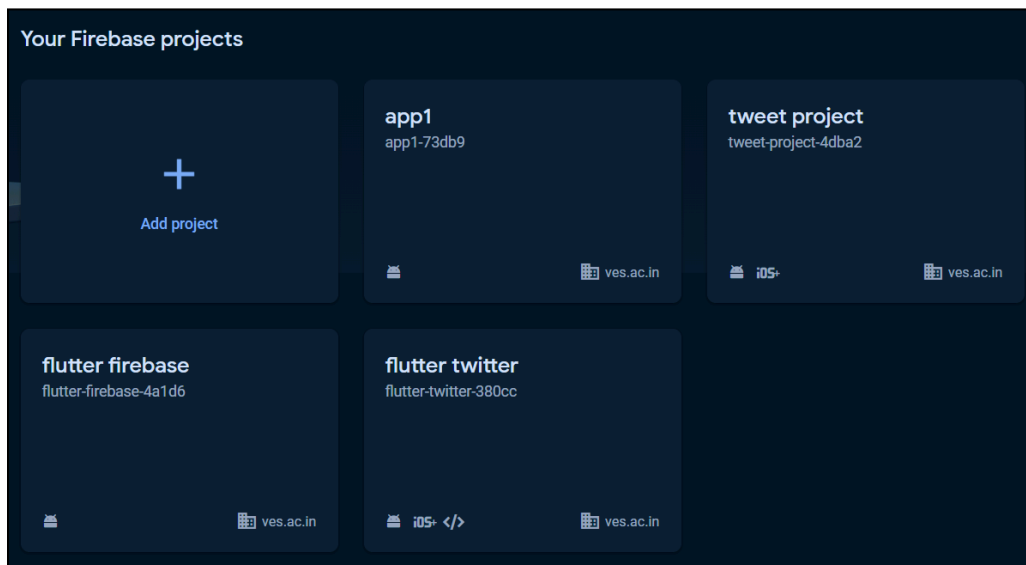 Your Firebase projects
Add project
app1
app1-73db9
ves.ac.in
tweet project
tweet-project-4dba2
iOS+
ves.ac.in
flutter firebase
flutter-firebase-4a1d6
ves.ac.in
flutter twitter
flutter-twitter-380cc
iOS+ </>
ves.ac.in